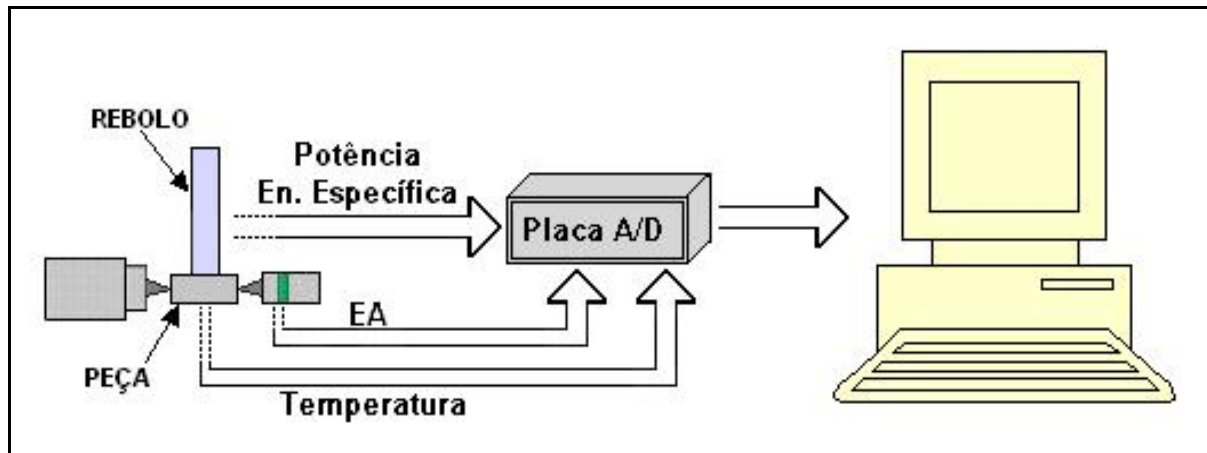 REBOLO
Potência
En. Específica
Placa A/D
EA
PEÇA
Temperatura